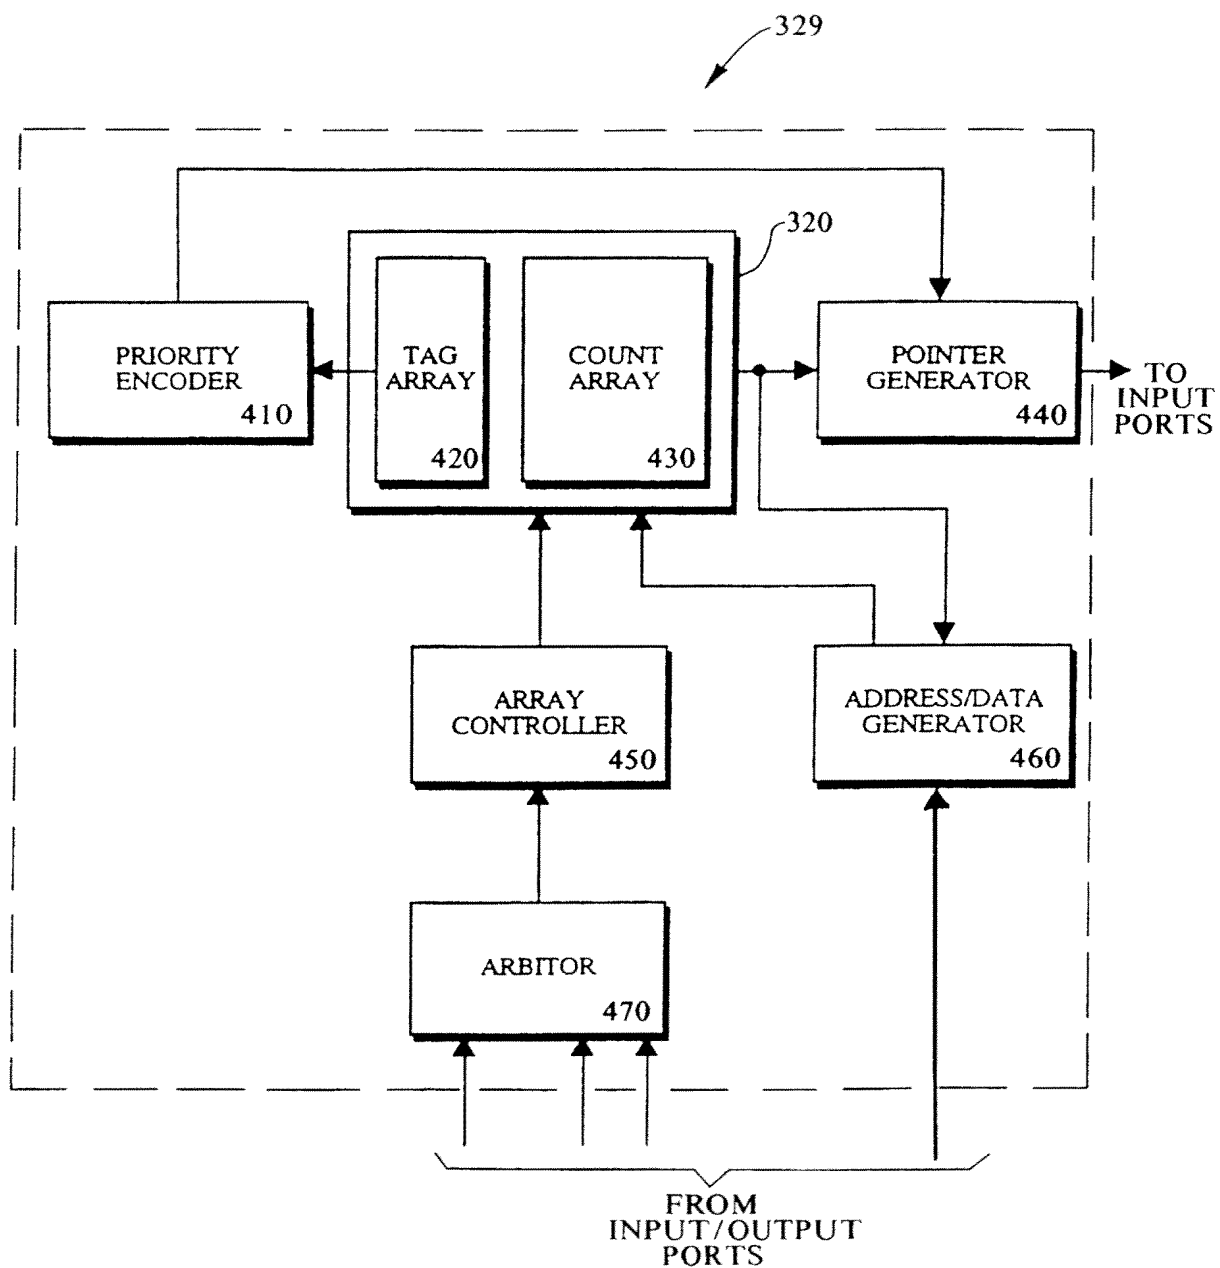 329
320
PRIORITY
ENCODER
410
TAG
ARRAY
420
COUNT
ARRAY
430
POINTER
GENERATOR
440
TO
INPUT
PORTS
ARRAY
CONTROLLER
450
ADDRESS/DATA
GENERATOR
460
ARBITOR
470
FROM
INPUT/OUTPUT
PORTS